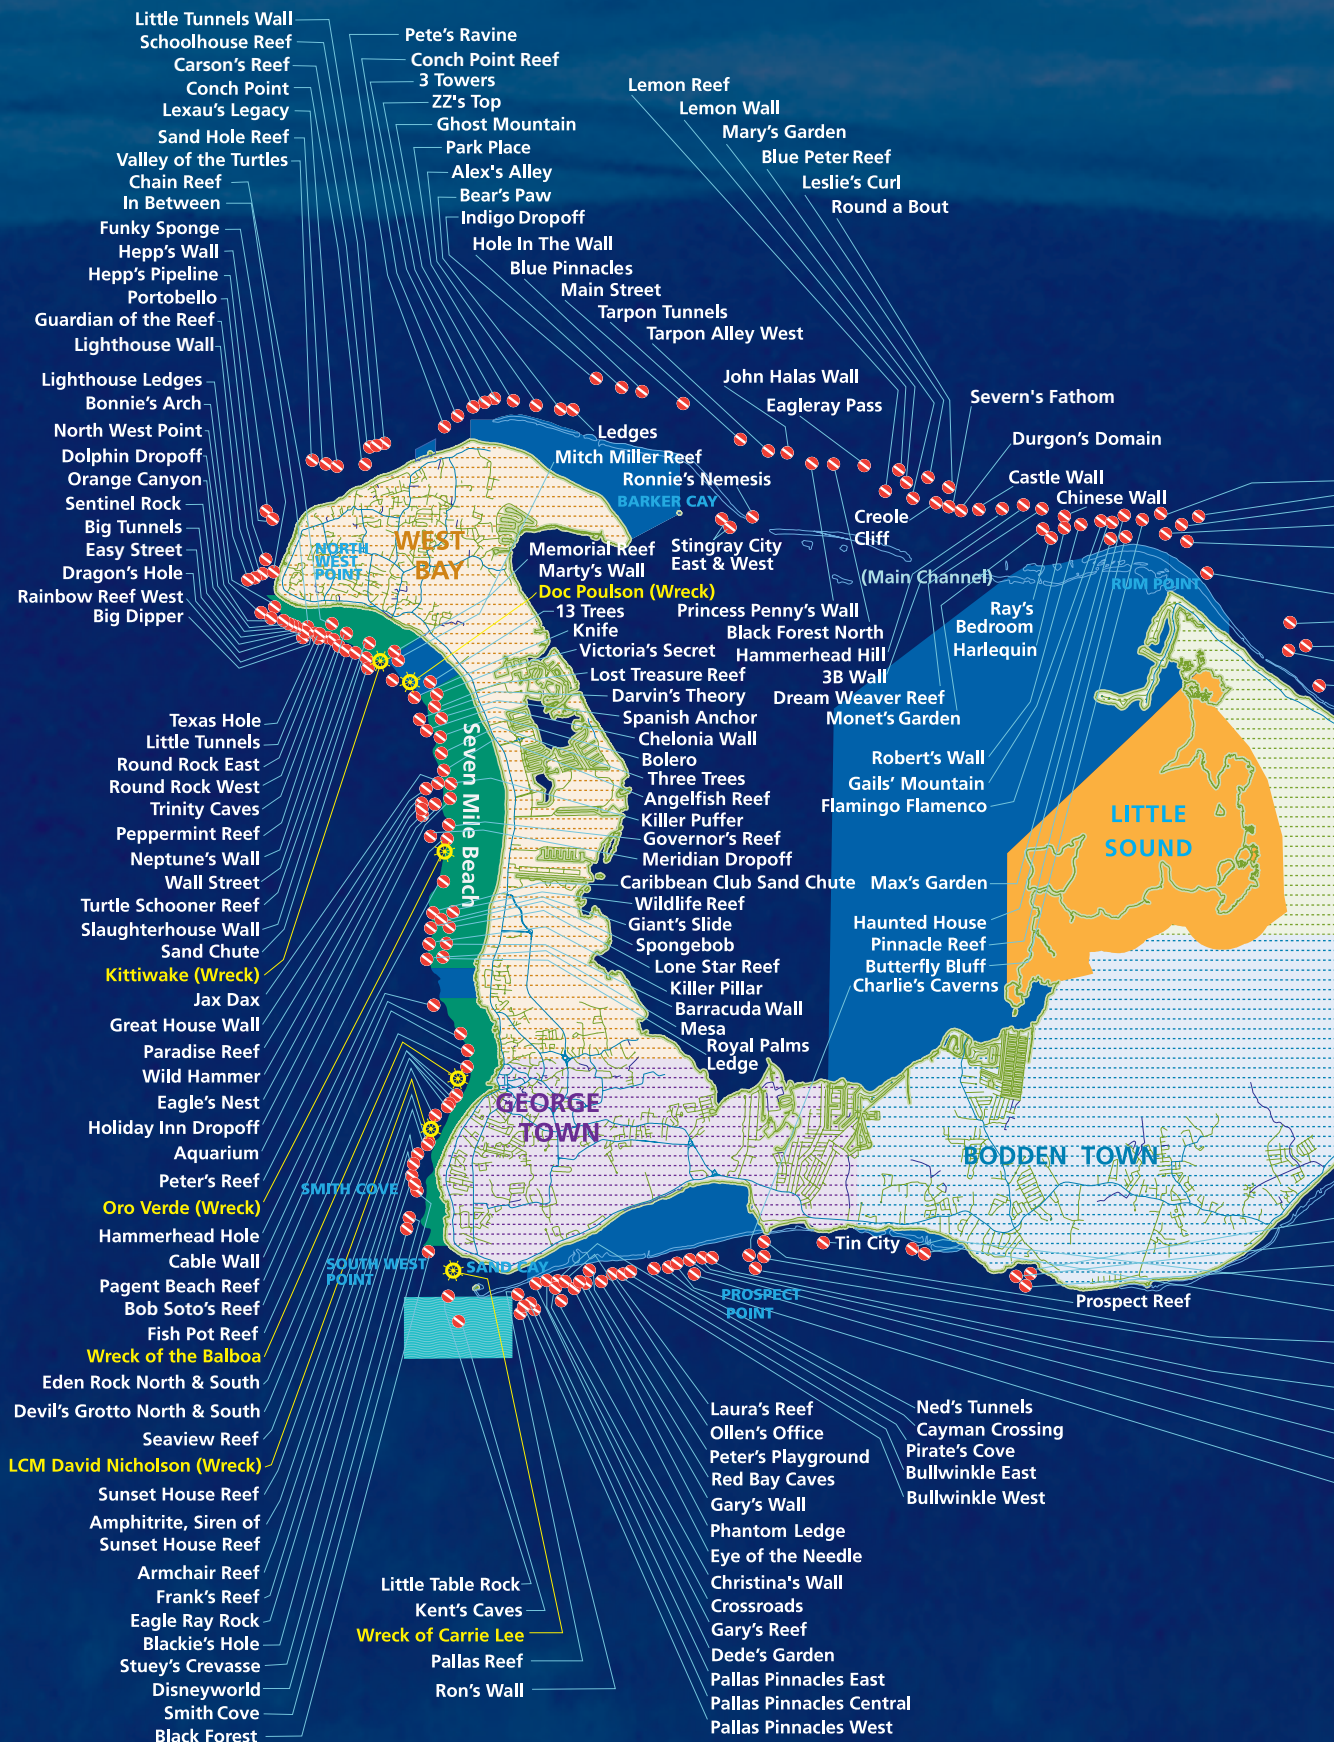 Little Tunnels Wall
Schoolhouse Reef
Carson's Reef
Conch Point
Lexau's Legacy
Sand Hole Reef
Valley of the Turtles
Chain Reef
In Between
Funky Sponge
Hepp's Wall
Hepp's Pipeline
Portobello
Guardian of the Reef
Lighthouse Wall
Lighthouse Ledges
Bonnie's Arch
North West Point
Dolphin Dropoff
Orange Canyon
Sentinel Rock
Big Tunnels
Easy Street
Dragon's Hole
Rainbow Reef West
Big Dipper
Pete's Ravine
Conch Point Reef
3 Towers
ZZ's Top
Ghost Mountain
Park Place
Alex's Alley
Bear's Paw
Indigo Dropoff
Hole In The Wall
Blue Pinnacles
Main Street
Tarpon Tunnels
Tarpon Alley West
Lemon Reef
Lemon Wall
Mary's Garden
Blue Peter Reef
Leslie's Curl
Round a Bout
John Halas Wall
Eagleray Pass
Severn's Fathom
Durgon's Domain
Castle Wall
Chinese Wall
Ledges
Mitch Miller Reef
Ronnie's Nemesis
BARKER CAY
Creole
Cliff
Stingray City
East & West
(Main Channel)
RUM POINT
NORTH
WEST
POINT
WEST
BAY
Memorial Reef
Marty's Wall
Doc Poulson (Wreck)
13 Trees
Knife
Victoria's Secret
Lost Treasure Reef
Darvin's Theory
Spanish Anchor
Chelonia Wall
Bolero
Three Trees
Angelfish Reef
Killer Puffer
Governor's Reef
Meridian Dropoff
Caribbean Club Sand Chute
Wildlife Reef
Giant's Slide
Spongebob
Lone Star Reef
Killer Pillar
Barracuda Wall
Mesa
Royal Palms
Ledge
Princess Penny's Wall
Black Forest North
Hammerhead Hill
3B Wall
Dream Weaver Reef
Monet's Garden
Ray's
Bedroom
Harlequin
Robert's Wall
Gails' Mountain
Flamingo Flamenco
Max's Garden
Haunted House
Pinnacle Reef
Butterfly Bluff
Charlie's Caverns
LITTLE
SOUND
Seven Mile Beach
Texas Hole
Little Tunnels
Round Rock East
Round Rock West
Trinity Caves
Peppermint Reef
Neptune's Wall
Wall Street
Turtle Schooner Reef
Slaughterhouse Wall
Sand Chute
Kittiwake (Wreck)
Jax Dax
Great House Wall
Paradise Reef
Wild Hammer
Eagle's Nest
Holiday Inn Dropoff
Aquarium
Peter's Reef
Oro Verde (Wreck)
Hammerhead Hole
Cable Wall
Pagent Beach Reef
Bob Soto's Reef
Fish Pot Reef
Wreck of the Balboa
Eden Rock North & South
Devil's Grotto North & South
Seaview Reef
LCM David Nicholson (Wreck)
Sunset House Reef
Amphitrite, Siren of
Sunset House Reef
Armchair Reef
Frank's Reef
Eagle Ray Rock
Blackie's Hole
Stuey's Crevasse
Disneyworld
Smith Cove
Black Forest
GEORGE
TOWN
BODDEN TOWN
SMITH COVE
SOUTH WEST
POINT
SAND CAY
Tin City
PROSPECT
POINT
Prospect Reef
Little Table Rock
Kent's Caves
Wreck of Carrie Lee
Pallas Reef
Ron's Wall
Laura's Reef
Ollen's Office
Peter's Playground
Red Bay Caves
Gary's Wall
Phantom Ledge
Eye of the Needle
Christina's Wall
Crossroads
Gary's Reef
Dede's Garden
Pallas Pinnacles East
Pallas Pinnacles Central
Pallas Pinnacles West
Ned's Tunnels
Cayman Crossing
Pirate's Cove
Bullwinkle East
Bullwinkle West